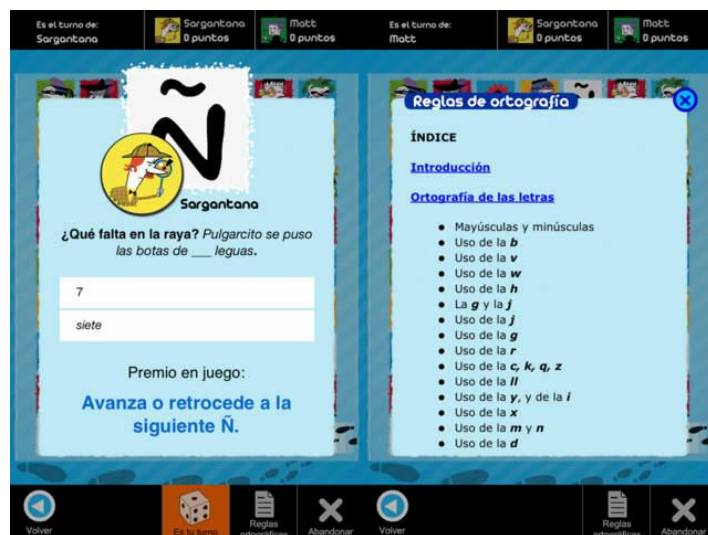 Es el turno de:
Sargantana
Sargantana
0 puntos
Matt
0 puntos
Ñ
Sargantana
¿Qué falta en la raya? Pulgarcito se puso
las botas de ___ leguas.
7
siete
Premio en juego:
Avanza o retrocede a la
siguiente Ñ.
Volver
Es tu turno
Reglas
ortográficas
Abandonar
Es el turno de:
Matt
Sargantana
0 puntos
Matt
0 puntos
Reglas de ortografía
ÍNDICE
Introducción
Ortografía de las letras
• Mayúsculas y minúsculas
• Uso de la b
• Uso de la v
• Uso de la w
• Uso de la h
• La g y la j
• Uso de la j
• Uso de la g
• Uso de la r
• Uso de la c, k, q, z
• Uso de la ll
• Uso de la y, y de la i
• Uso de la x
• Uso de la m y n
• Uso de la d
Volver
Reglas
ortográficas
Abandonar